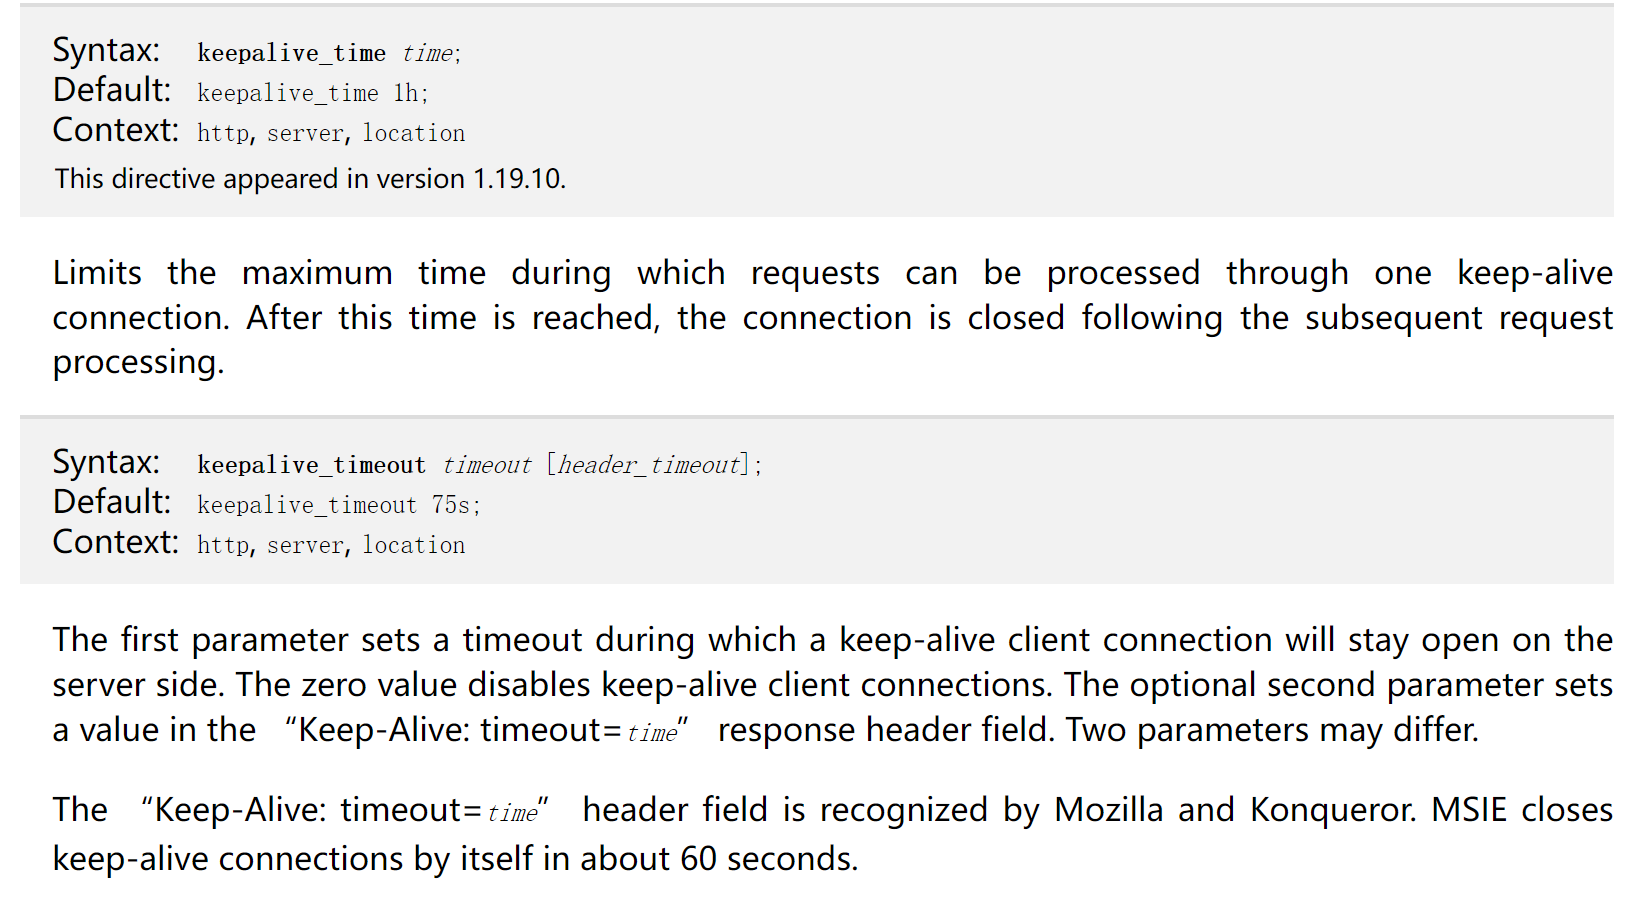 Syntax: keepalive_time time;
Default: keepalive_time 1h;
Context: http, server, location
This directive appeared in version 1.19.10.
Limits the maximum time during which requests can be processed through one keep-alive
connection. After this time is reached, the connection is closed following the subsequent request
processing.
Syntax: keepalive_timeout timeout [header_timeout];
Default: keepalive_timeout 75s;
Context: http, server, location
The first parameter sets a timeout during which a keep-alive client connection will stay open on the
server side. The zero value disables keep-alive client connections. The optional second parameter sets
a value in the “Keep-Alive: timeout=time” response header field. Two parameters may differ.
The “Keep-Alive: timeout=time” header field is recognized by Mozilla and Konqueror. MSIE closes
keep-alive connections by itself in about 60 seconds.